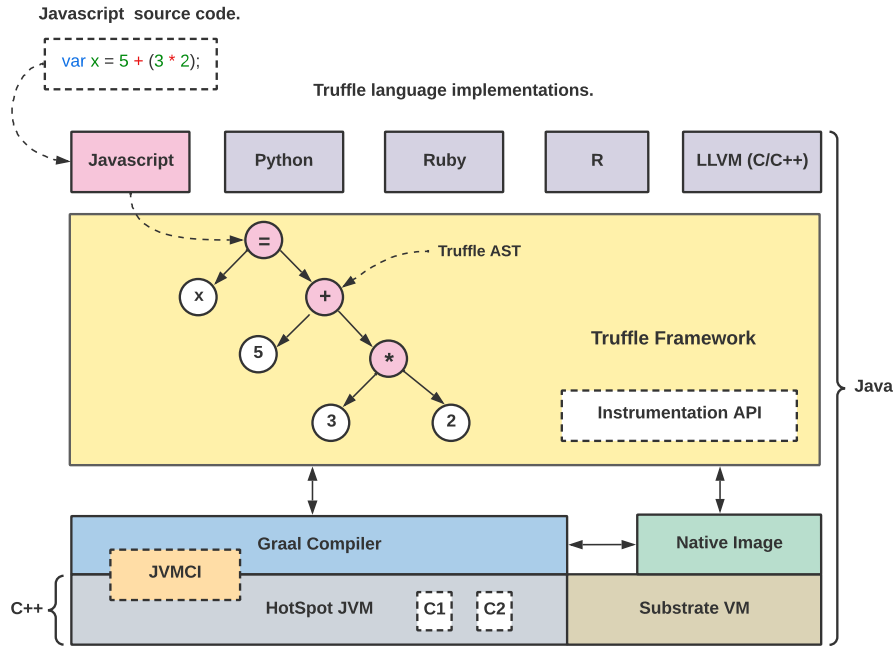 Javascript  source code.
var x = 5 + (3 * 2);
Truffle language implementations.
Javascript
Python
Ruby
R
LLVM (C/C++)
=
Truffle AST
x
+
5
Truffle Framework
*
Java
3
2
Instrumentation API
Graal Compiler
Native Image
JVMCI
C++
HotSpot JVM
C1
C2
Substrate VM